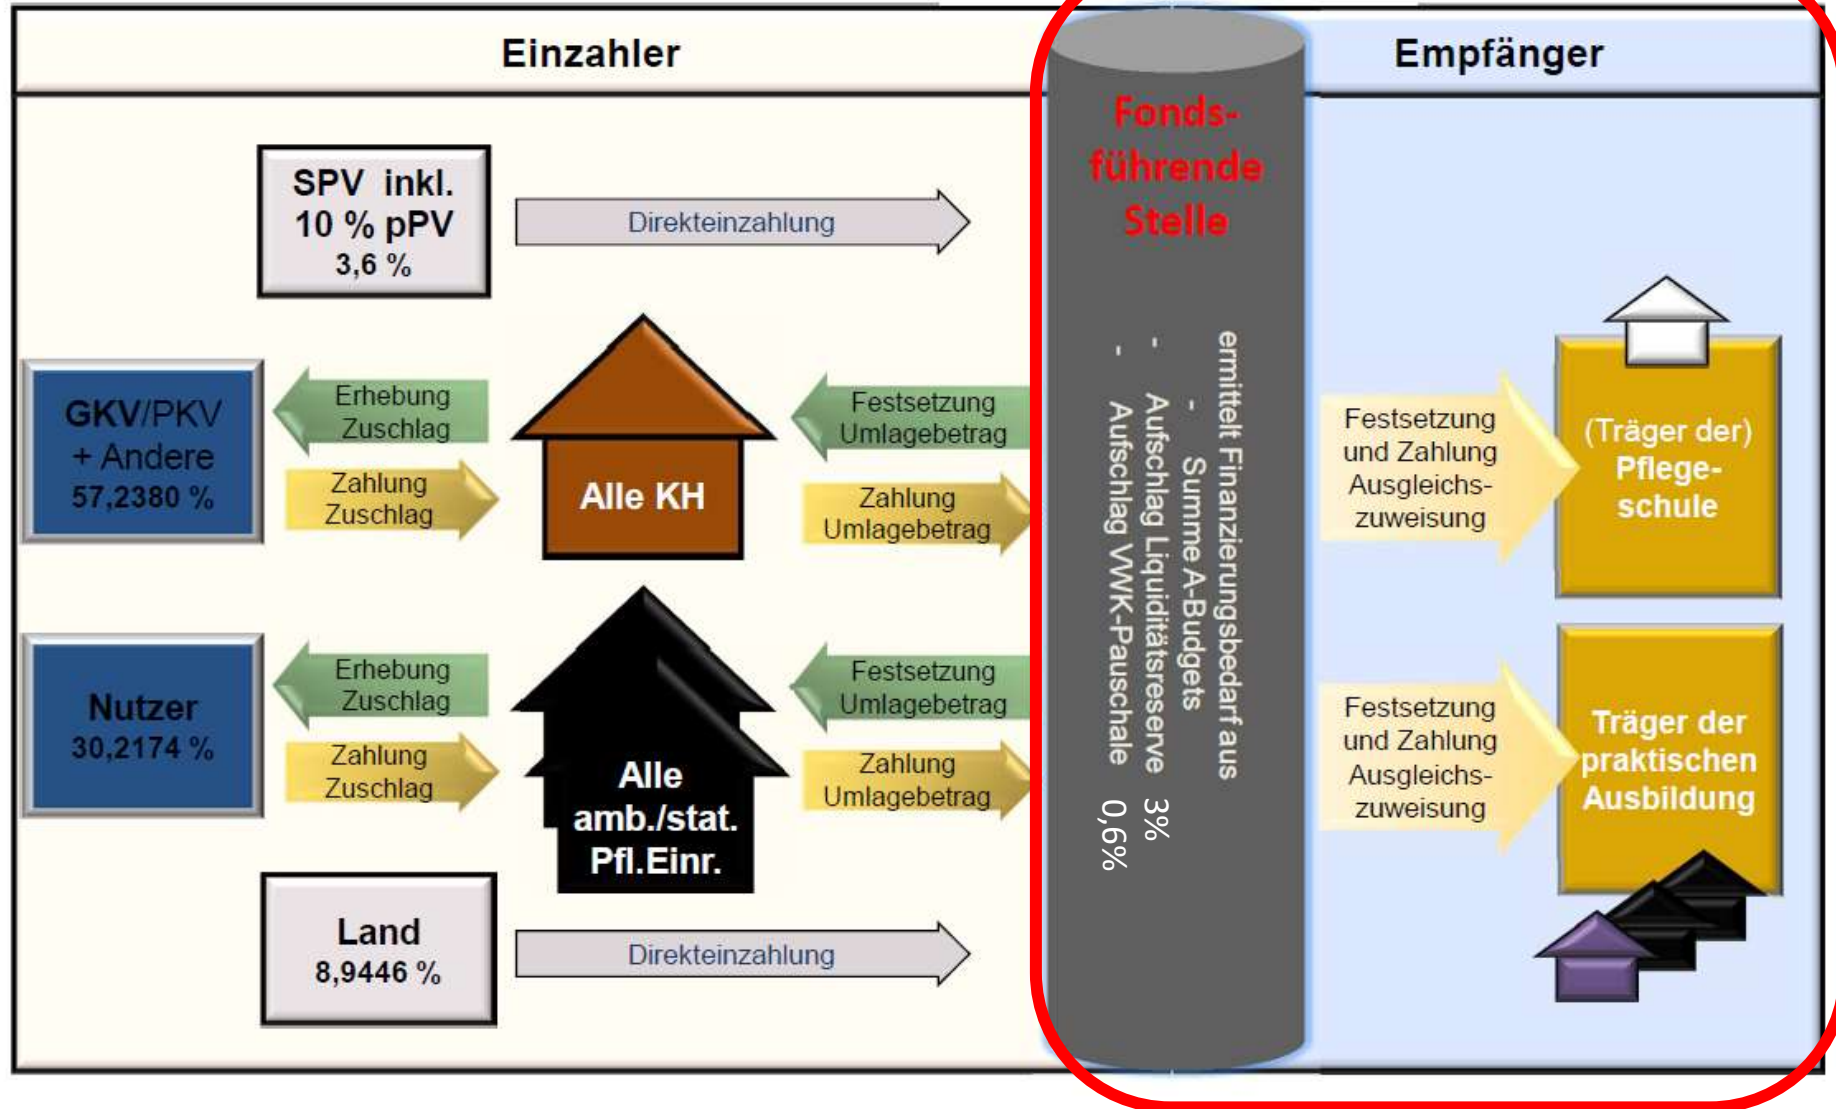 Einzahler
Empfänger
SPV inkl.
10 % pPV
3,6 %
Direkteinzahlung
GKV/PKV
+ Andere
57,2380 %
Erhebung
Zuschlag
Zahlung
Zuschlag
Alle KH
Festsetzung
Umlagebetrag
Zahlung
Umlagebetrag
Nutzer
30,2174 %
Erhebung
Zuschlag
Zahlung
Zuschlag
Alle
amb./stat.
Pfl.Einr.
Festsetzung
Umlagebetrag
Zahlung
Umlagebetrag
Land
8,9446 %
Direkteinzahlung
Fonds-
führende
Stelle
ermittelt Finanzierungsbedarf aus
- Summe A-Budgets
- Aufschlag Liquiditätsreserve 3%
- Aufschlag VWK-Pauschale 0,6%
Festsetzung
und Zahlung
Ausgleichs-
zuweisung
(Träger der)
Pflege-
schule
Festsetzung
und Zahlung
Ausgleichs-
zuweisung
Träger der
praktischen
Ausbildung